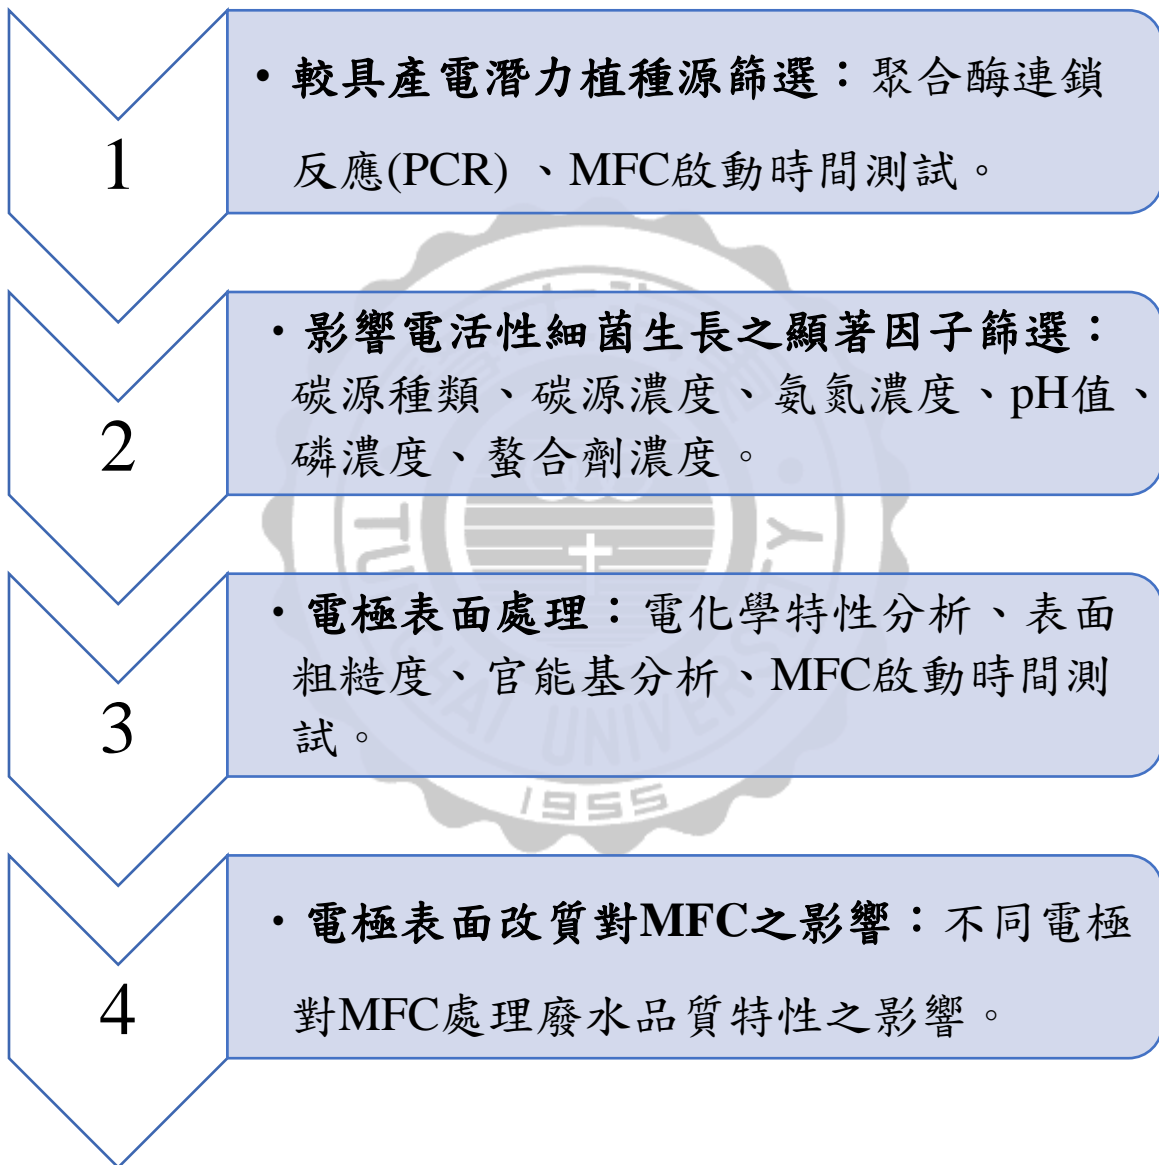 1
• 較具產電潛力植種源篩選：聚合酶連鎖
反應(PCR) 、MFC啟動時間測試。
2
• 影響電活性細菌生長之顯著因子篩選：
碳源種類、碳源濃度、氨氮濃度、pH值、
磷濃度、螯合劑濃度。
3
• 電極表面處理：電化學特性分析、表面
粗糙度、官能基分析、MFC啟動時間測
試。
4
• 電極表面改質對MFC之影響：不同電極
對MFC處理廢水品質特性之影響。
UNIVERSITY
1955